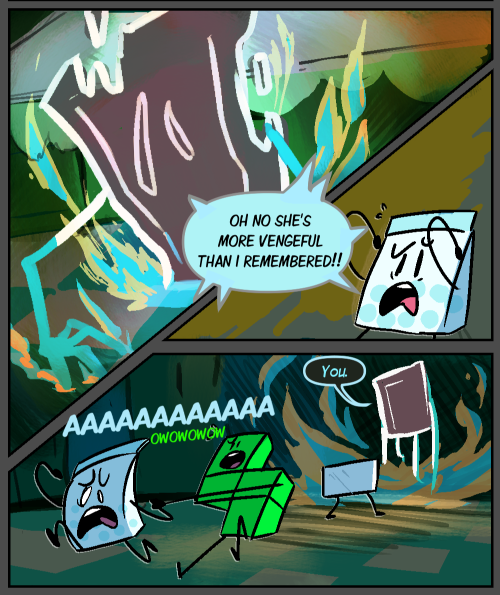 OH NO SHE'S
MORE VENGEFUL
THAN I REMEMBERED!!
YOU.
AAAAAAAAAAAA
OWOWOWOW